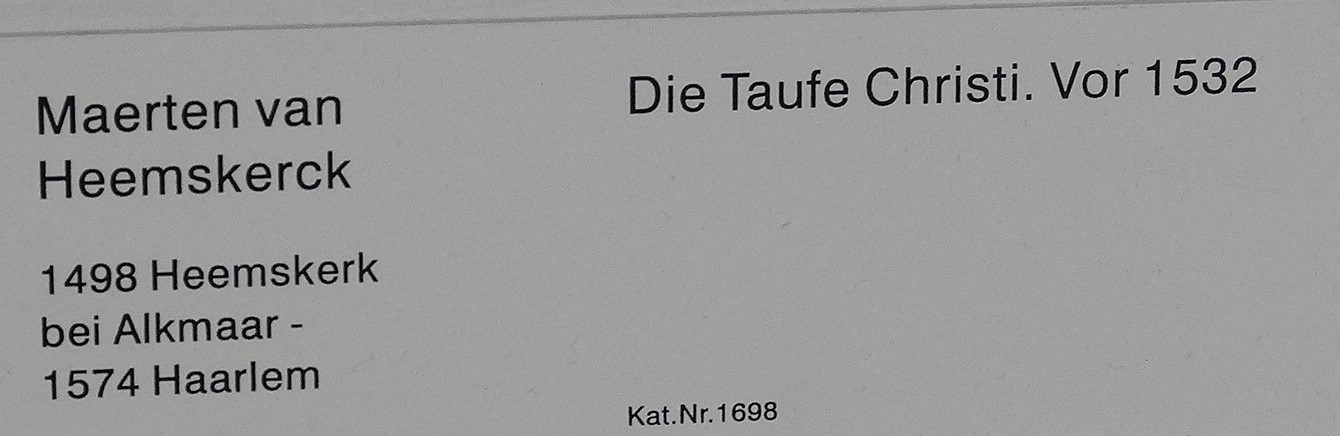 Maerten van
Heemskerck
1498 Heemskerk
bei Alkmaar -
1574 Haarlem
Die Taufe Christi. Vor 1532
Kat.Nr.1698